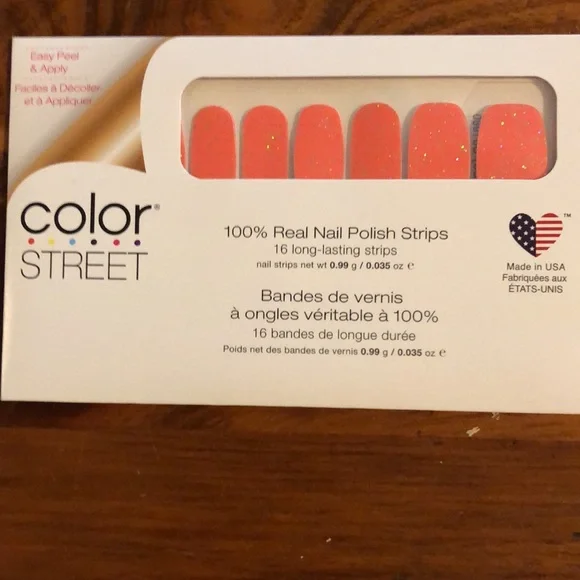 Easy Peel
& Apply
Faciles à Décoller
et à Appliquer
color®
STREET
100% Real Nail Polish Strips
16 long-lasting strips
nail strips net wt 0.99 g / 0.035 oz ℮
Bandes de vernis
à ongles véritable à 100%
16 bandes de longue durée
Poids net des bandes de vernis 0.99 g / 0.035 oz ℮
TM
Made in USA
Fabriquées aux
ÉTATS-UNIS